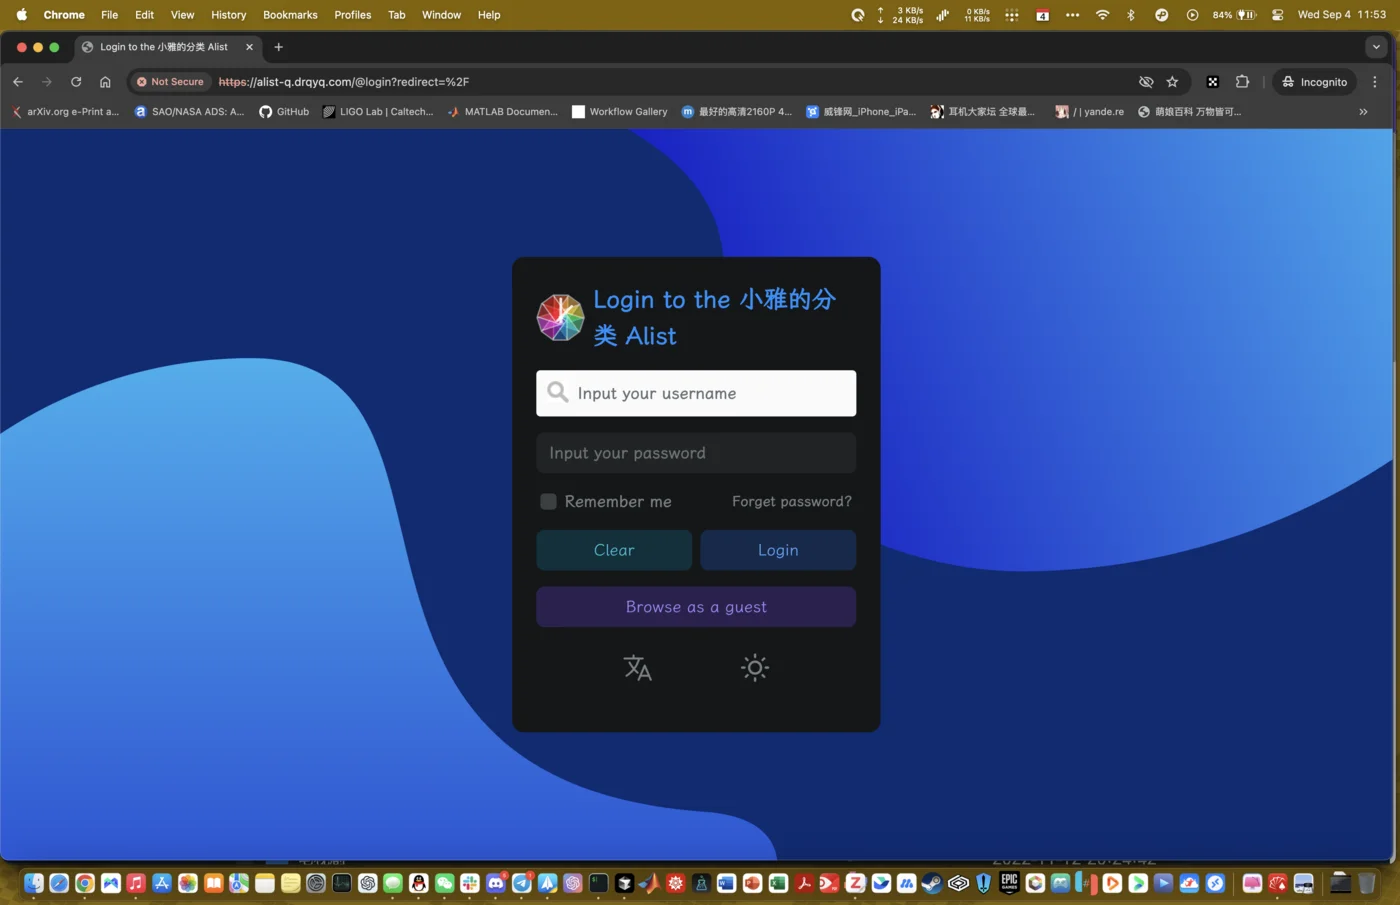 Chrome File Edit View History Bookmarks Profiles Tab Window Help
3 KB/s
24 KB/s
0 KB/s
11 KB/s
4
84%
Wed Sep 4 11:53
Login to the 小雅的分类 Alist
Not Secure
https://alist-q.drqyq.com/@login?redirect=%2F
Incognito
arXiv.org e-Print a...
SAO/NASA ADS: A...
GitHub
LIGO Lab | Caltech...
MATLAB Documen...
Workflow Gallery
最好的高清2160P 4...
威锋网_iPhone_iPa...
耳机大家坛 全球最...
/ | yande.re
萌娘百科 万物皆可...
Login to the 小雅的分
类 Alist
Input your username
Input your password
Remember me
Forget password?
Clear
Login
Browse as a guest
2022-11-12 20:24:42